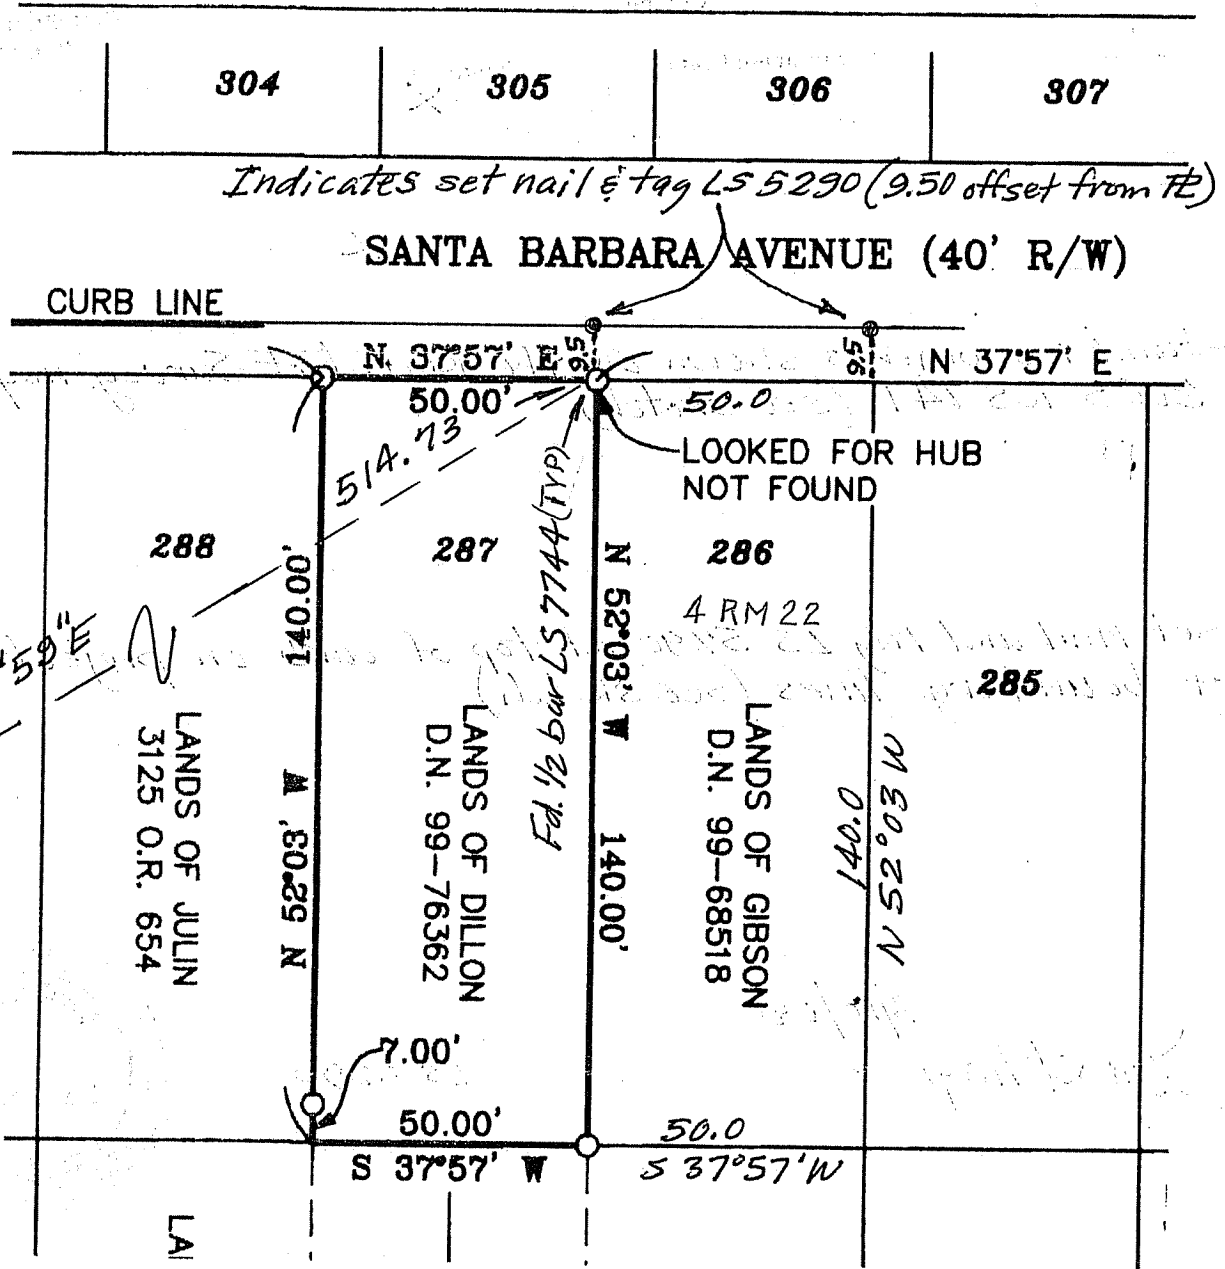 304
305
306
307
Indicates set nail & tag LS 5290 (9.50 offset from PL)
SANTA BARBARA AVENUE (40' R/W)
CURB LINE
N 37°57' E
9.5
9.5
N 37°57' E
50.00'
50.0
514.73
LOOKED FOR HUB
NOT FOUND
Fd. 1/2 bar LS 7744 (TYP)
288
287
286
4 RM 22
285
59"E
N 52°03' W 140.00'
N 52°03' W 140.00'
140.0
N 52°03 W
LANDS OF JULIN
3125 O.R. 654
LANDS OF DILLON
D.N. 99-76362
LANDS OF GIBSON
D.N. 99-68518
7.00'
50.00'
S 37°57' W
50.0
S 37°57' W
LA